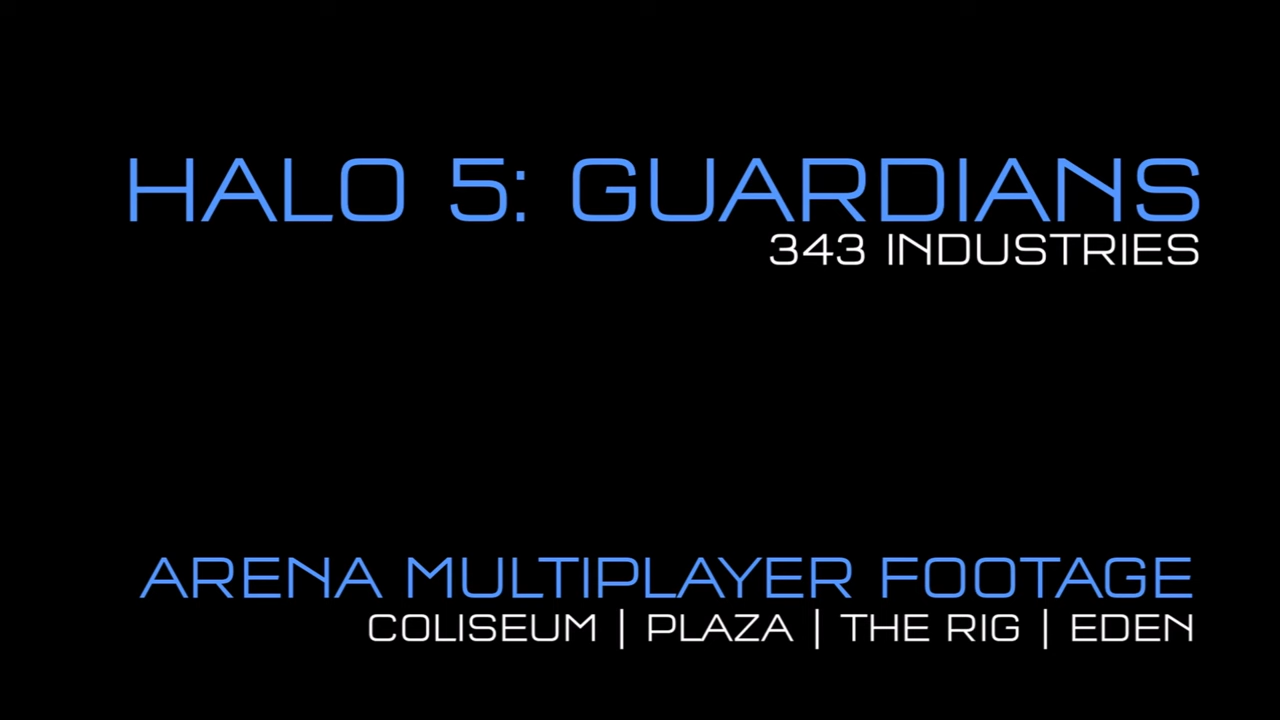 HALO 5: GUARDIANS
343 INDUSTRIES
ARENA MULTIPLAYER FOOTAGE
COLISEUM | PLAZA | THE RIG | EDEN